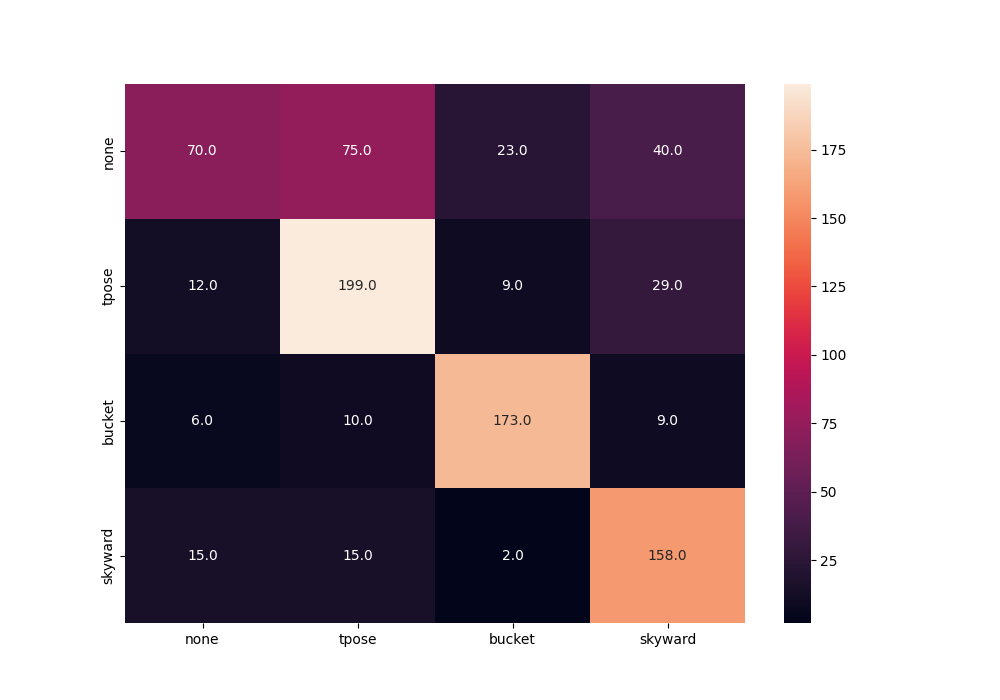 none 70.0 75.0 23.0 40.0
tpose 12.0 199.0 9.0 29.0
bucket 6.0 10.0 173.0 9.0
skyward 15.0 15.0 2.0 158.0
none tpose bucket skyward
175
150
125
100
75
50
25